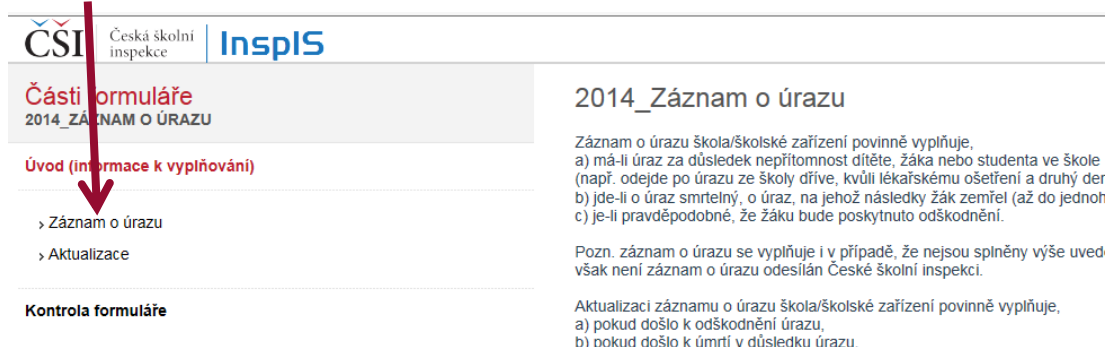 ČŠI Česká školní
inspekce
InspIS
Části formuláře
2014_ZÁZNAM O ÚRAZU
Úvod (informace k vyplňování)
› Záznam o úrazu
› Aktualizace
Kontrola formuláře
2014_Záznam o úrazu
Záznam o úrazu škola/školské zařízení povinně vyplňuje,
a) má-li úraz za důsledek nepřítomnost dítěte, žáka nebo studenta ve škole
(např. odejde po úrazu ze školy dříve, kvůli lékařskému ošetření a druhý
b) jde-li o úraz smrtelný, o úraz, na jehož následky žák zemřel (až do
c) je-li pravděpodobné, že žáku bude poskytnuto odškodnění.
Pozn. záznam o úrazu se vyplňuje i v případě, že nejsou splněny výše
však není záznam o úrazu odesílán České školní inspekci.
Aktualizaci záznamu o úrazu škola/školské zařízení povinně vyplňuje,
a) pokud došlo k odškodnění úrazu,
b) pokud došlo k úmrtí v důsledku úrazu.